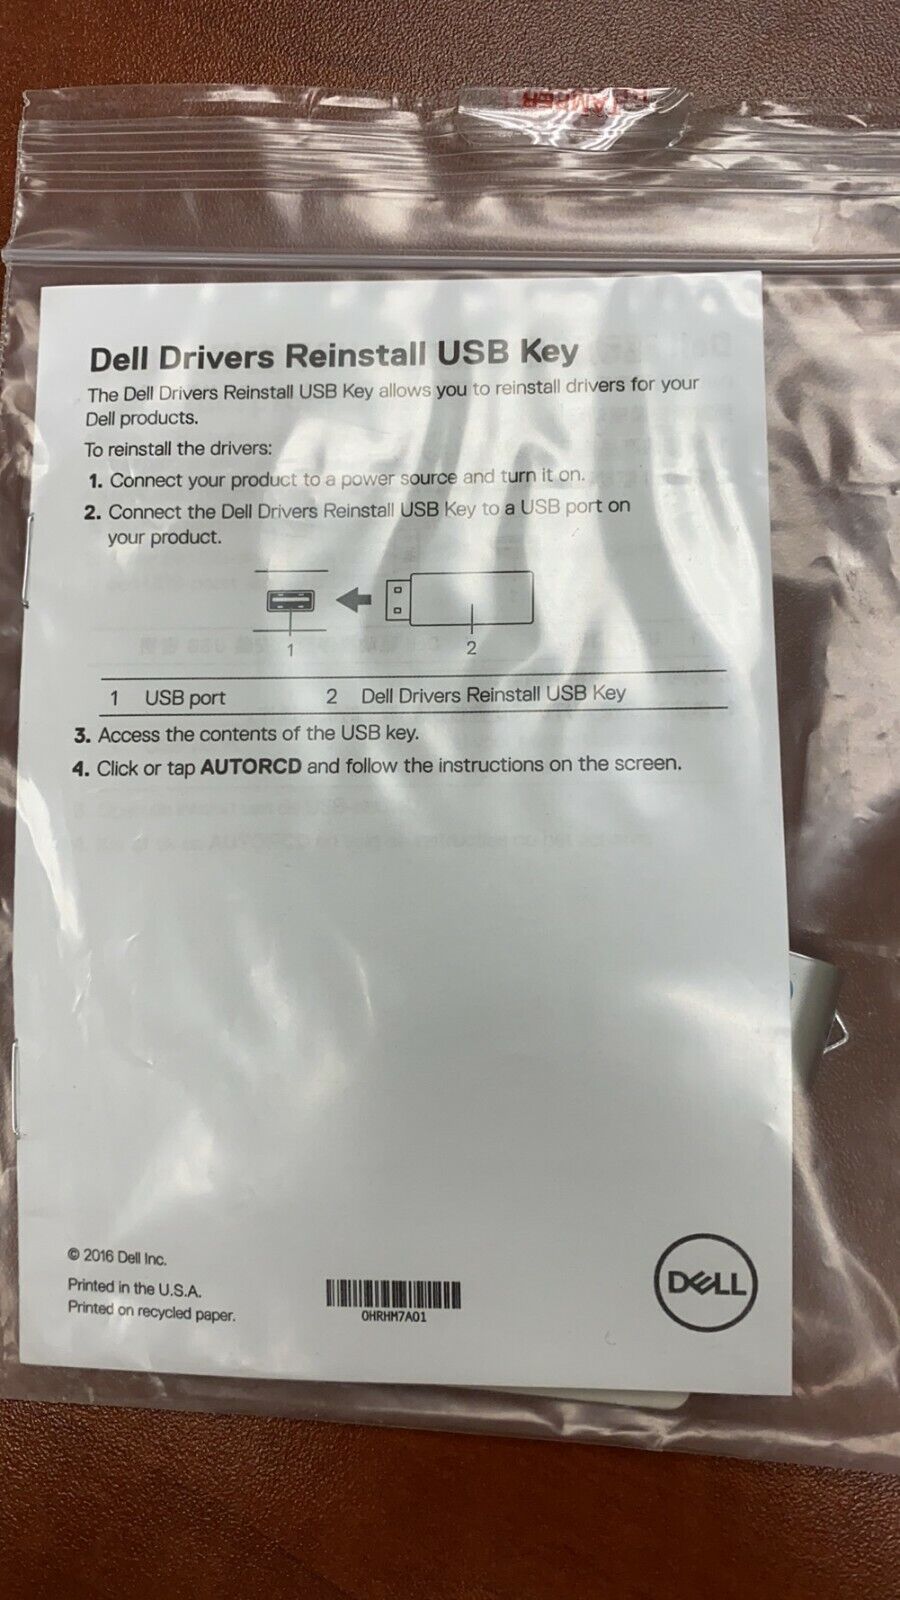 TAMPER
Dell Drivers Reinstall USB Key
The Dell Drivers Reinstall USB Key allows you to reinstall drivers for your
Dell products.
To reinstall the drivers:
1. Connect your product to a power source and turn it on.
2. Connect the Dell Drivers Reinstall USB Key to a USB port on
your product.
1 2
1 USB port 2 Dell Drivers Reinstall USB Key
3. Access the contents of the USB key.
4. Click or tap AUTORCD and follow the instructions on the screen.
© 2016 Dell Inc.
Printed in the U.S.A.
Printed on recycled paper.
0HRHM7A01
DELL